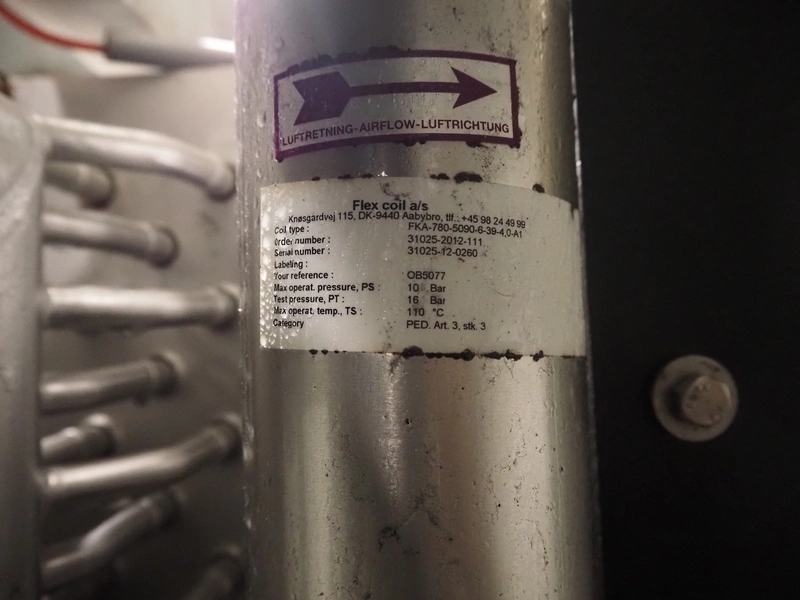 LUFTRETNING-AIRFLOW-LUFTRICHTUNG
Flex coil a/s
Knøsgårdvej 115, DK-9440 Aabybro, tlf.: +45 98 24 49 99
Coil type : FKA-780-5090-6-39-4,0-A1
Order number : 31025-2012-111
Serial number : 31025-12-0260
Labeling :
Your reference : OB5077
Max operat. pressure, PS : 10 Bar
Test pressure, PT : 16 Bar
Max operat. temp., TS : 110 °C
Category PED. Art. 3, stk. 3